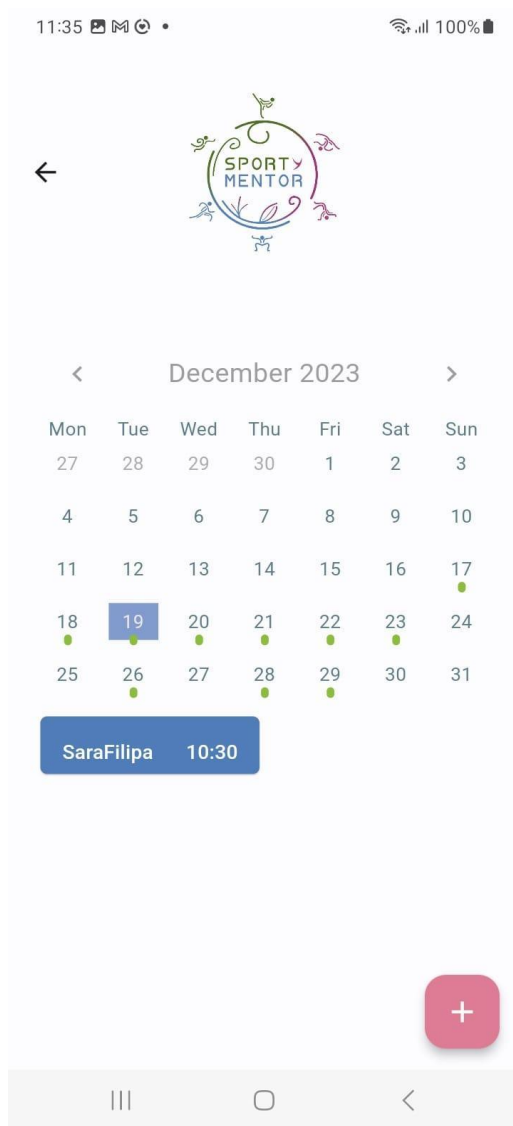 11:35 100%
SPORTY
MENTOR
December 2023
Mon Tue Wed Thu Fri Sat Sun
27 28 29 30 1 2 3
4 5 6 7 8 9 10
11 12 13 14 15 16 17
18 19 20 21 22 23 24
25 26 27 28 29 30 31
SaraFilipa 10:30